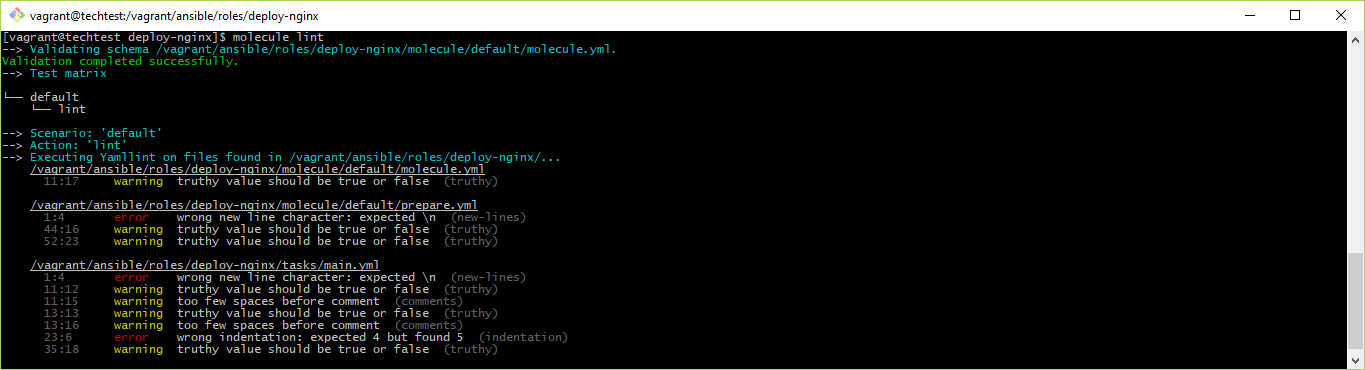 vagrant@techtest:/vagrant/ansible/roles/deploy-nginx
[vagrant@techtest deploy-nginx]$ molecule lint
--> Validating schema /vagrant/ansible/roles/deploy-nginx/molecule/default/molecule.yml.
Validation completed successfully.
--> Test matrix
└── default
    └── lint
--> Scenario: 'default'
--> Action: 'lint'
--> Executing Yamllint on files found in /vagrant/ansible/roles/deploy-nginx/...
    /vagrant/ansible/roles/deploy-nginx/molecule/default/molecule.yml
      11:17     warning  truthy value should be true or false  (truthy)
    /vagrant/ansible/roles/deploy-nginx/molecule/default/prepare.yml
      1:4       error    wrong new line character: expected \n  (new-lines)
      44:16     warning  truthy value should be true or false  (truthy)
      52:23     warning  truthy value should be true or false  (truthy)
    /vagrant/ansible/roles/deploy-nginx/tasks/main.yml
      1:4       error    wrong new line character: expected \n  (new-lines)
      11:12     warning  truthy value should be true or false  (truthy)
      11:15     warning  too few spaces before comment  (comments)
      13:13     warning  truthy value should be true or false  (truthy)
      13:16     warning  too few spaces before comment  (comments)
      23:6      error    wrong indentation: expected 4 but found 5  (indentation)
      35:18     warning  truthy value should be true or false  (truthy)